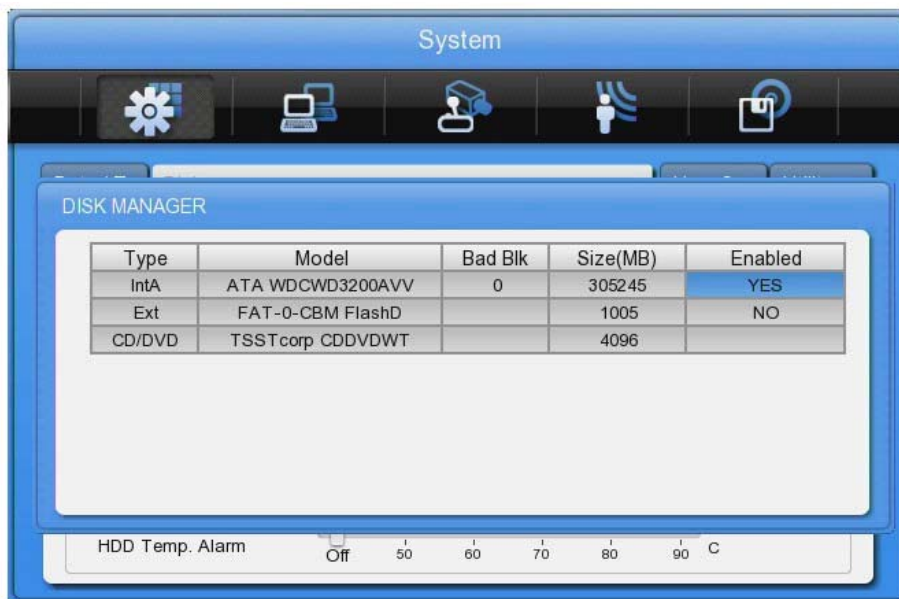 System
DISK MANAGER
Type Model Bad Blk Size(MB) Enabled
IntA ATA WDCWD3200AVV 0 305245 YES
Ext FAT-0-CBM FlashD 1005 NO
CD/DVD TSSTcorp CDDVDWT 4096
HDD Temp. Alarm Off 50 60 70 80 90 C